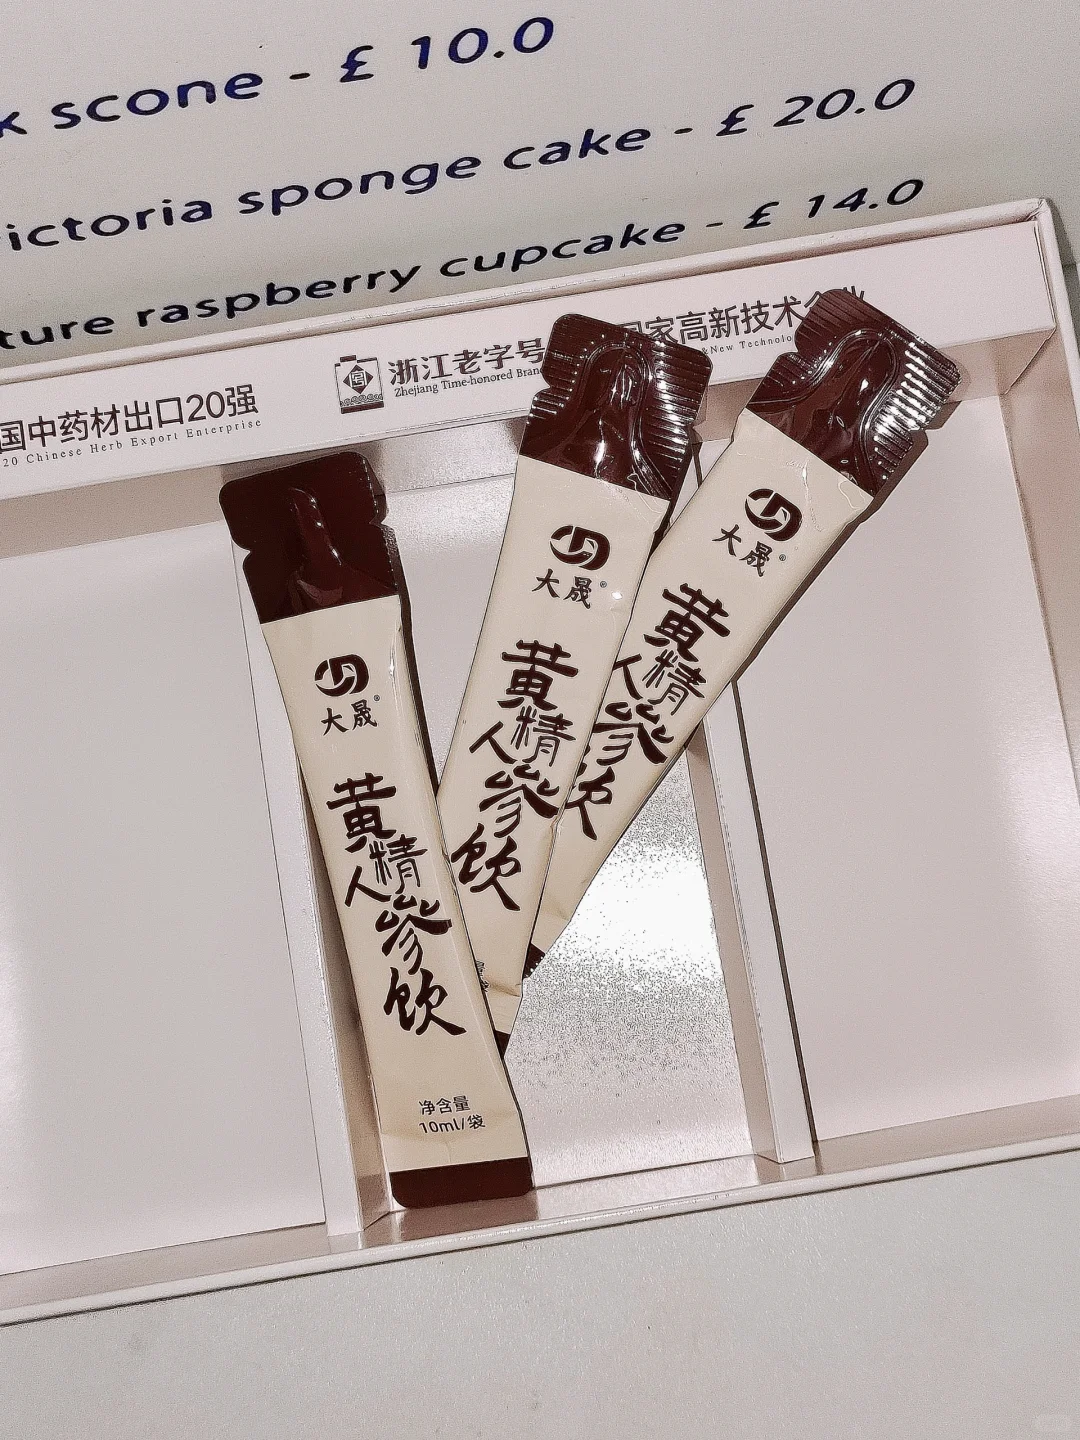 scone - £ 10.0
ictoria sponge cake - £ 20.0
ture raspberry cupcake - £ 14.0
国中药材出口20强
20 Chinese Herb Export Enterprise
浙江老字号
Zhejiang Time-honored Brand
国家高新技术企业
&New Technolo
大晟®
黄精人参饮
净含量
10ml/袋
大晟®
黄精人参饮
大晟®
黄精人参饮